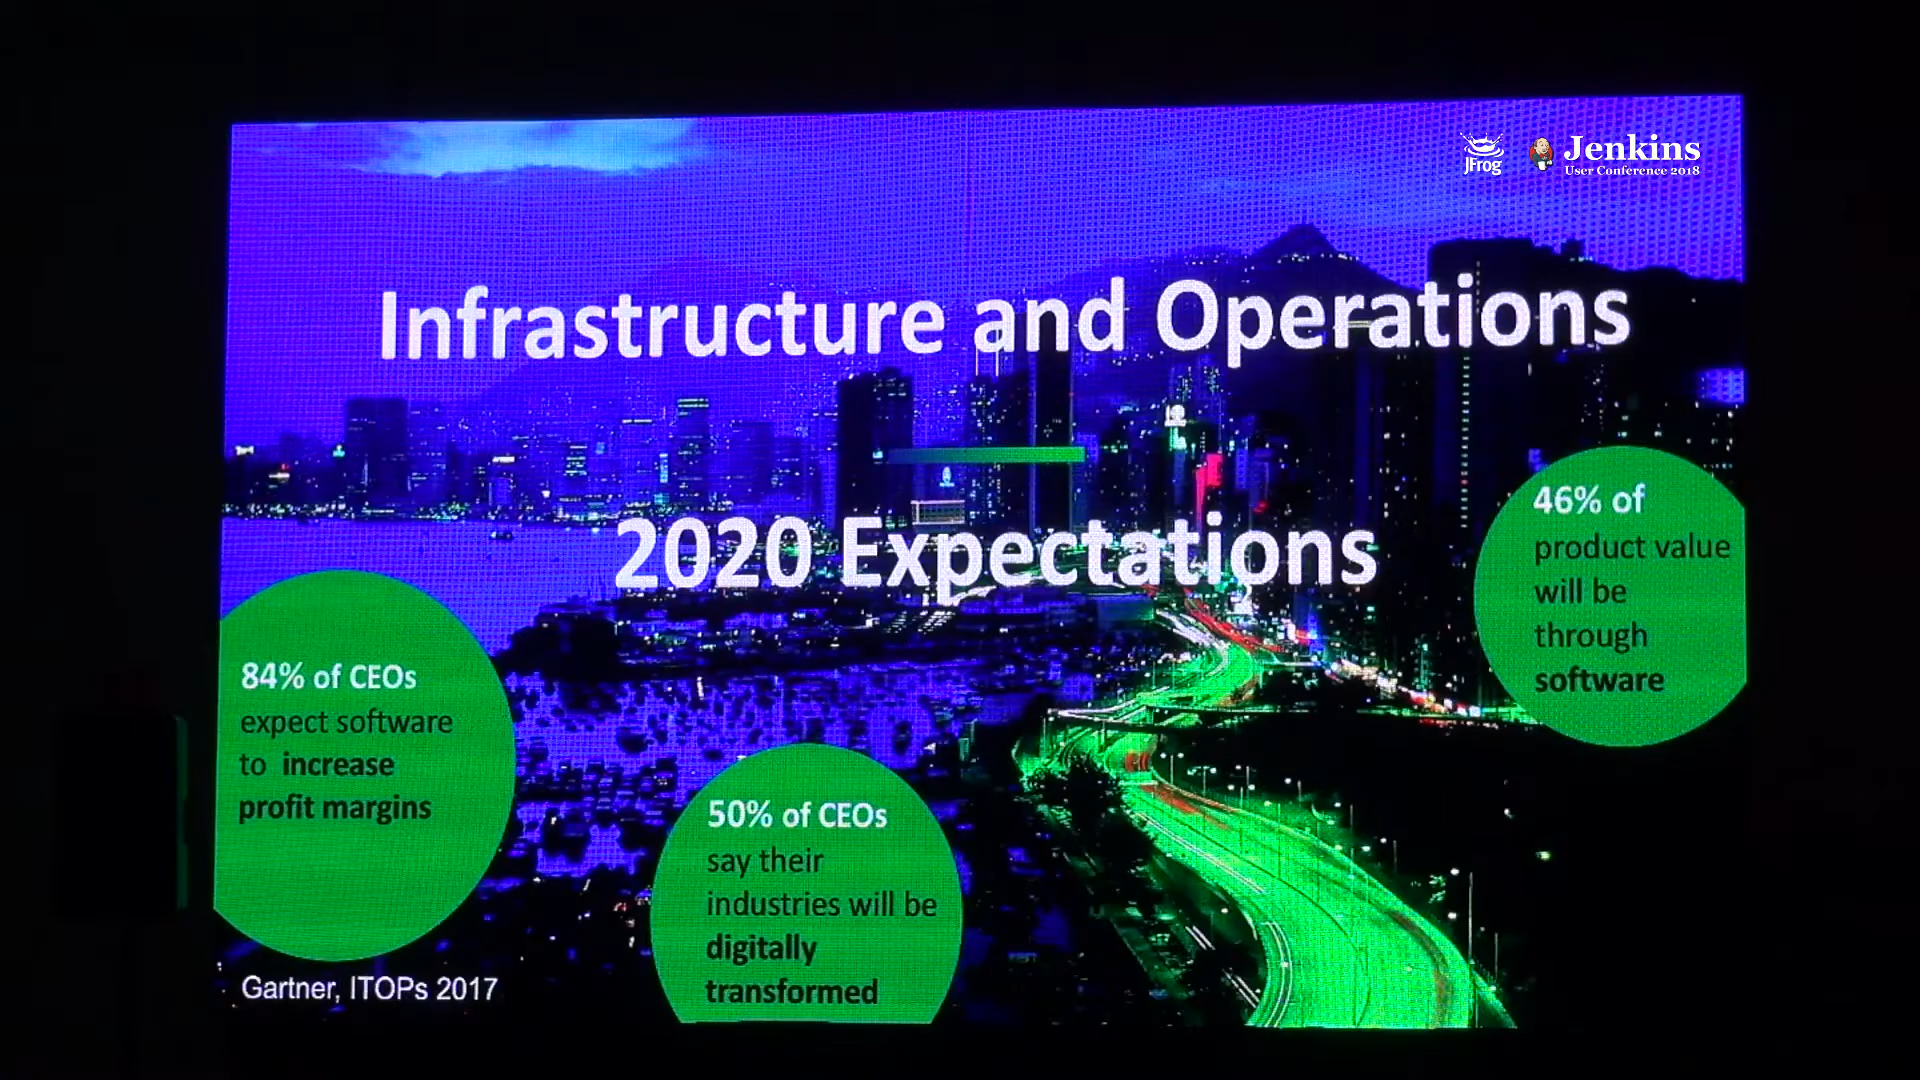 JFrog
Jenkins
User Conference 2018
Infrastructure and Operations
2020 Expectations
46% of
product value
will be
through
software
84% of CEOs
expect software
to increase
profit margins
50% of CEOs
say their
industries will be
digitally
transformed
Gartner, ITOPs 2017